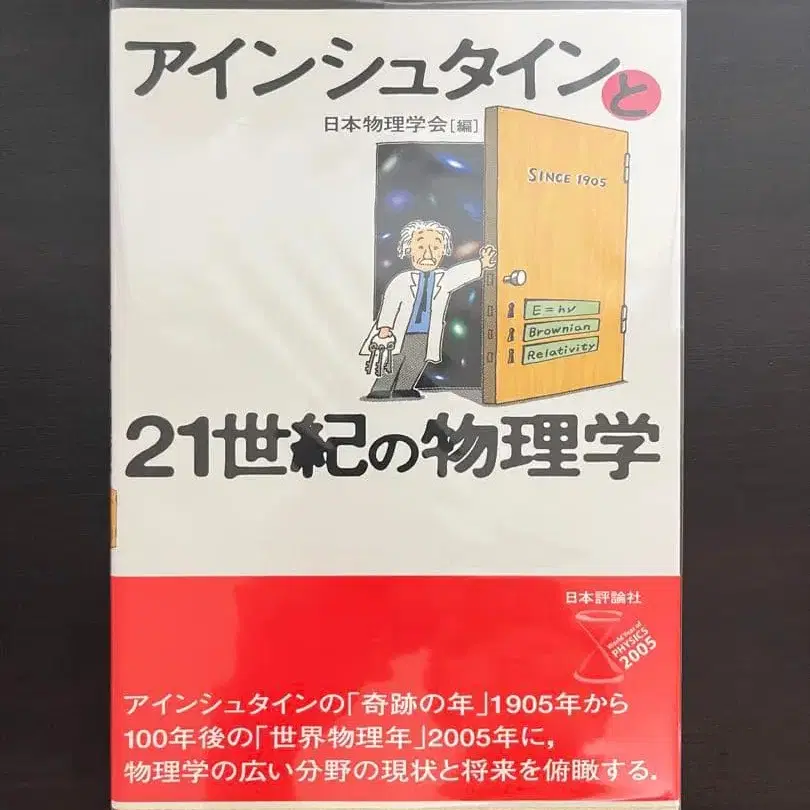 アインシュタインと
日本物理学会[編]
SINCE 1905
E=hν
Brownian
Relativity
21世紀の物理学
日本評論社
World Year of
PHYSICS
2005
アインシュタインの「奇跡の年」1905年から
100年後の「世界物理年」2005年に,
物理学の広い分野の現状と将来を俯瞰する.